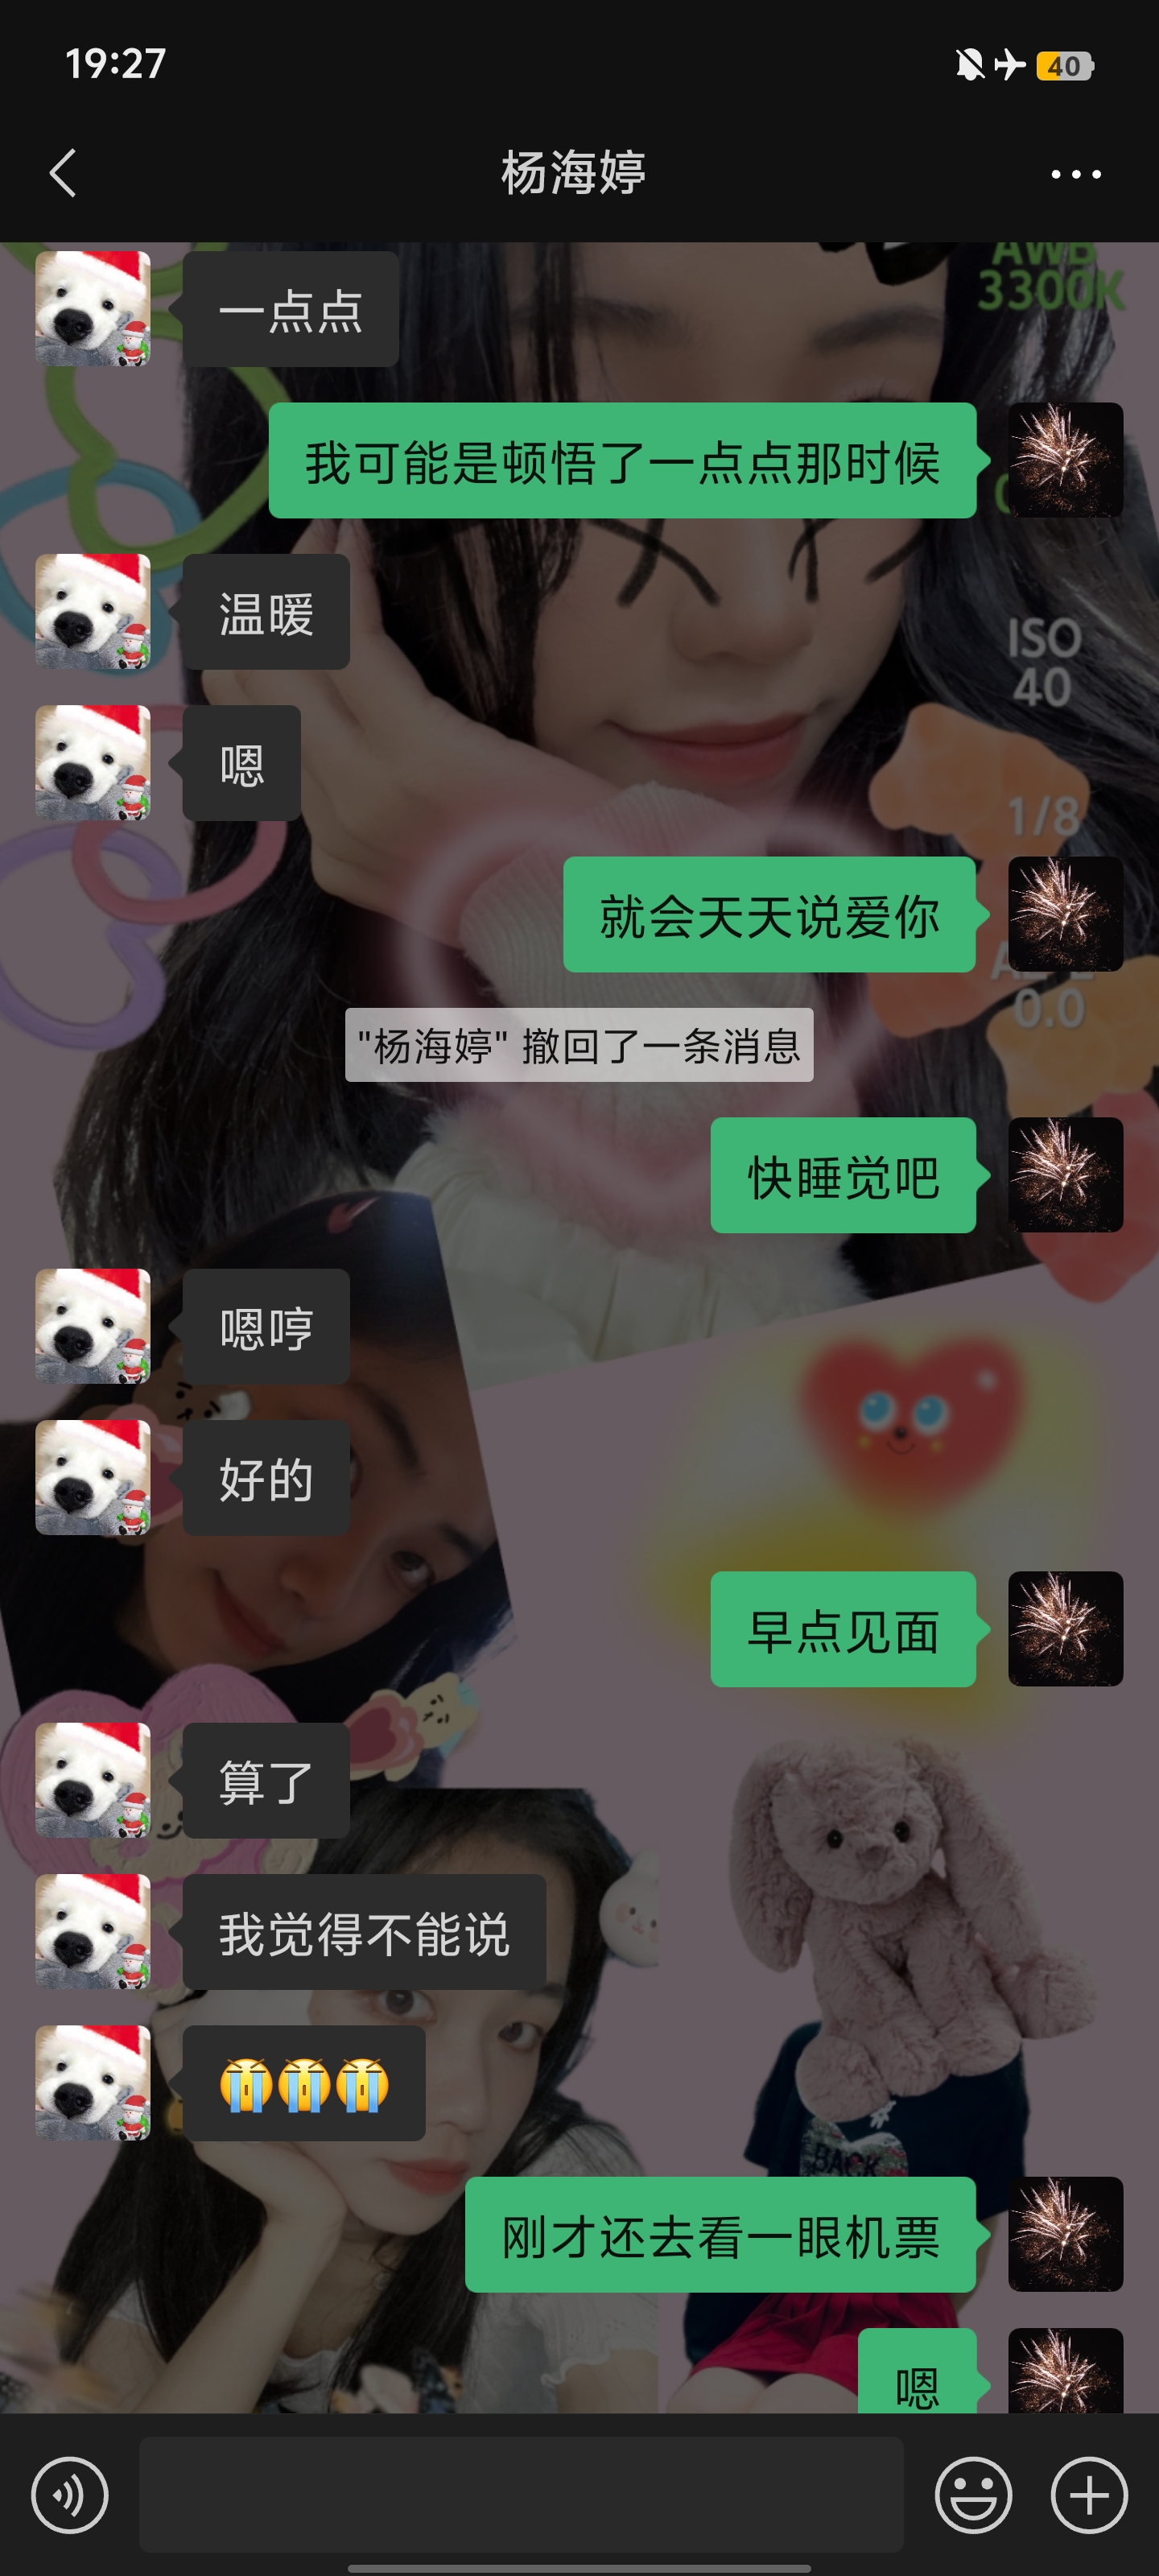 19:27
40
杨海婷
AWB
3300K
一点点
我可能是顿悟了一点点那时候
温暖
ISO
40
嗯
1/8
就会天天说爱你
0.0
"杨海婷" 撤回了一条消息
快睡觉吧
嗯哼
好的
早点见面
算了
我觉得不能说
😭😭😭
BACK
刚才还去看一眼机票
嗯